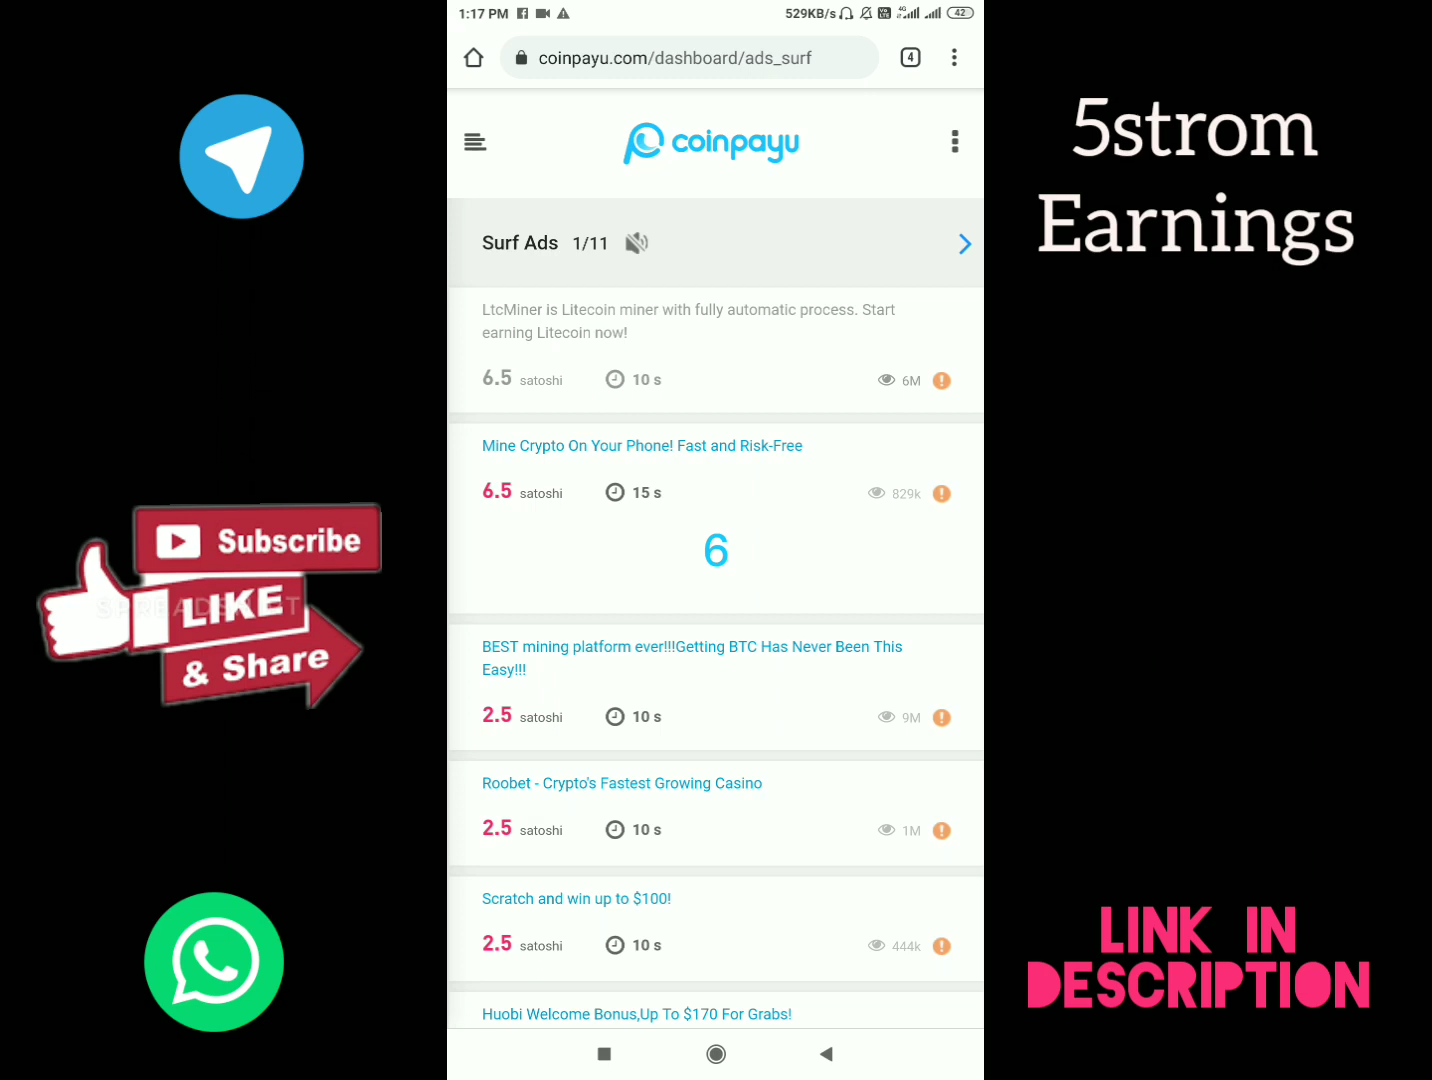 1:17 PM
529KB/s
4G
42
coinpayu.com/dashboard/ads_surf
4
coinpayu
Surf Ads 1/11
LtcMiner is Litecoin miner with fully automatic process. Start
earning Litecoin now!
6.5 satoshi 10 s 6M
Mine Crypto On Your Phone! Fast and Risk-Free
6.5 satoshi 15 s 829k
6
BEST mining platform ever!!!Getting BTC Has Never Been This
Easy!!!
2.5 satoshi 10 s 9M
Roobet - Crypto's Fastest Growing Casino
2.5 satoshi 10 s 1M
Scratch and win up to $100!
2.5 satoshi 10 s 444k
Huobi Welcome Bonus,Up To $170 For Grabs!
Subscribe
LIKE
& Share
5strom
Earnings
LINK IN
DESCRIPTION